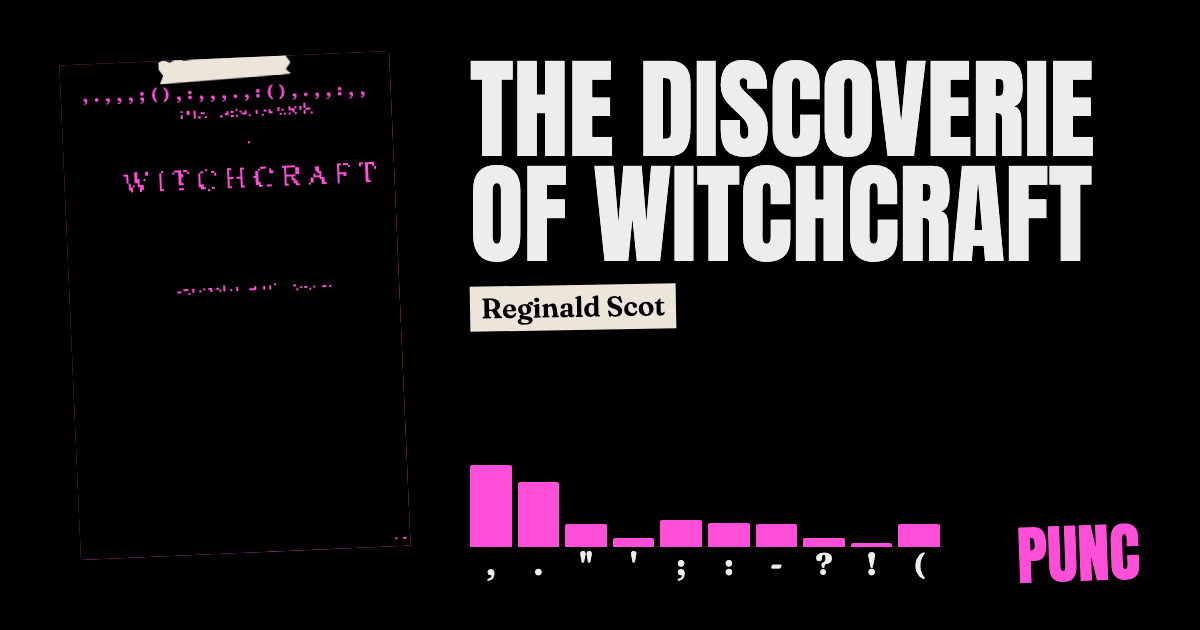 ,.,,,;(),:,,,.,:(),.,,:,,
WITCHCRAFT
THE DISCOVERIE
OF WITCHCRAFT
Reginald Scot
, . " ' ; : - ? ! (
PUNC